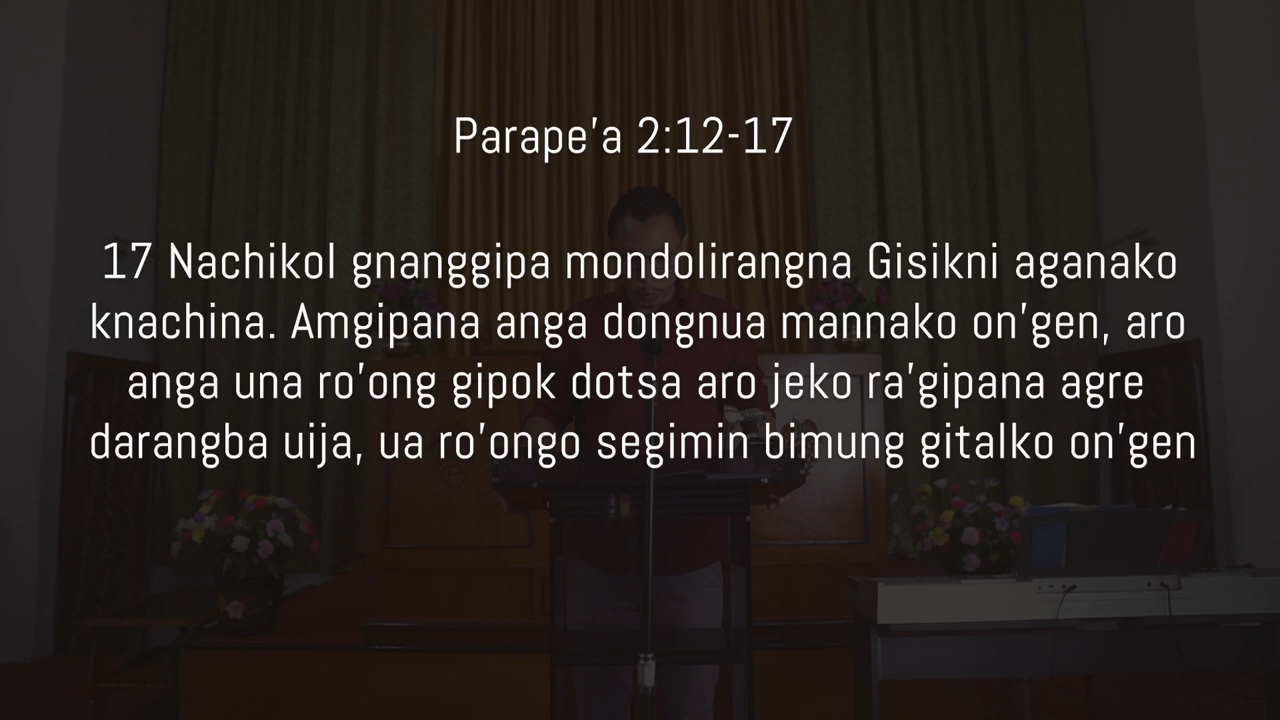 Parape’a 2:12-17
17 Nachikol gnanggipa mondolirangna Gisikni aganako
knachina. Amgipana anga dongnua mannako on’gen, aro
anga una ro’ong gipok dotsa aro jeko ra’gipana agre
darangba uija, ua ro’ongo segimin bimung gitalko on’gen